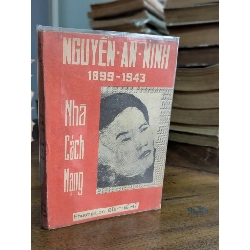 NGUYỄN-AN-NINH
1899-1943
Nhà
Cách
Mạng